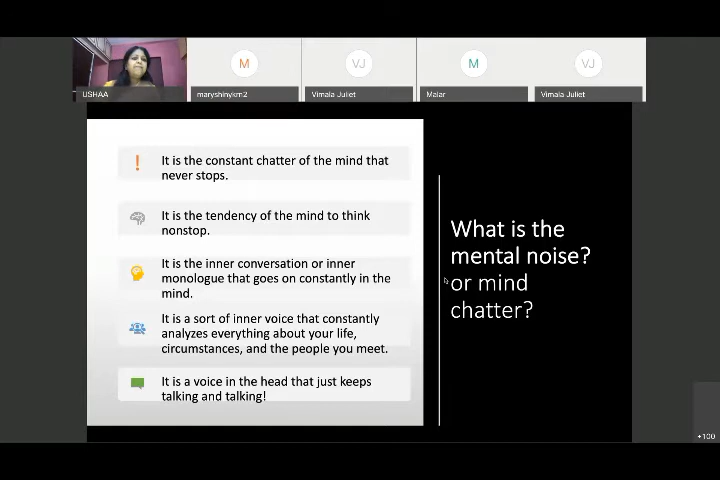 M
VJ
M
VJ
USHAA
maryshinykm2
Vimala Juliet
Malar
Vimala Juliet
It is the constant chatter of the mind that
never stops.
It is the tendency of the mind to think
nonstop.
It is the inner conversation or inner
monologue that goes on constantly in the
mind.
It is a sort of inner voice that constantly
analyzes everything about your life,
circumstances, and the people you meet.
It is a voice in the head that just keeps
talking and talking!
What is the
mental noise?
or mind
chatter?
+100